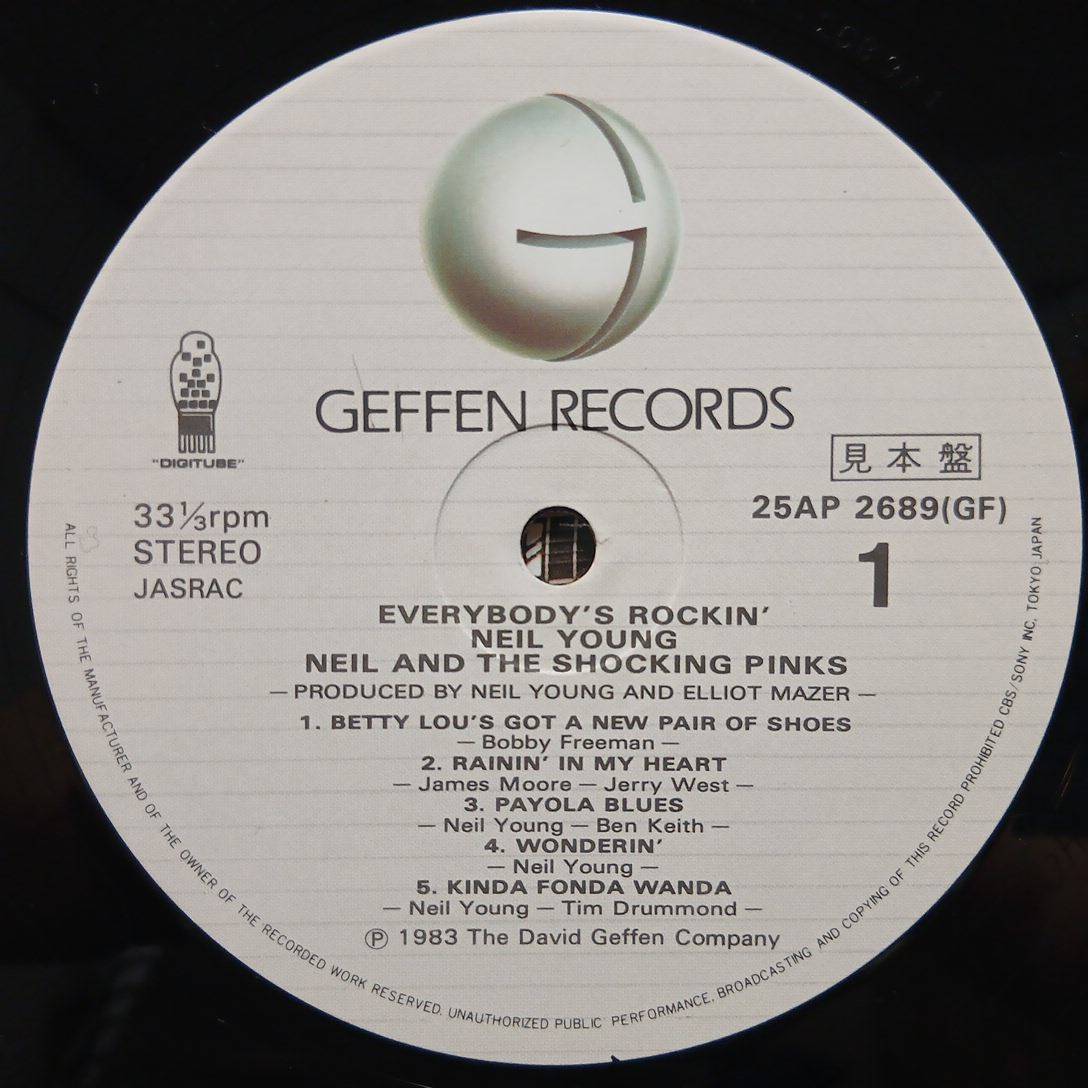 GEFFEN RECORDS
"DIGITUBE"
見本盤
33⅓rpm
STEREO
JASRAC
25AP 2689(GF)
1
EVERYBODY'S ROCKIN'
NEIL YOUNG
NEIL AND THE SHOCKING PINKS
—PRODUCED BY NEIL YOUNG AND ELLIOT MAZER—
1. BETTY LOU'S GOT A NEW PAIR OF SHOES
—Bobby Freeman—
2. RAININ' IN MY HEART
—James Moore—Jerry West—
3. PAYOLA BLUES
—Neil Young—Ben Keith—
4. WONDERIN'
—Neil Young—
5. KINDA FONDA WANDA
—Neil Young—Tim Drummond—
Ⓟ 1983 The David Geffen Company
ALL RIGHTS OF THE MANUFACTURER AND OF THE OWNER OF THE RECORDED WORK RESERVED. UNAUTHORIZED PUBLIC PERFORMANCE, BROADCASTING AND COPYING OF THIS RECORD PROHIBITED CBS/SONY INC. TOKYO JAPAN